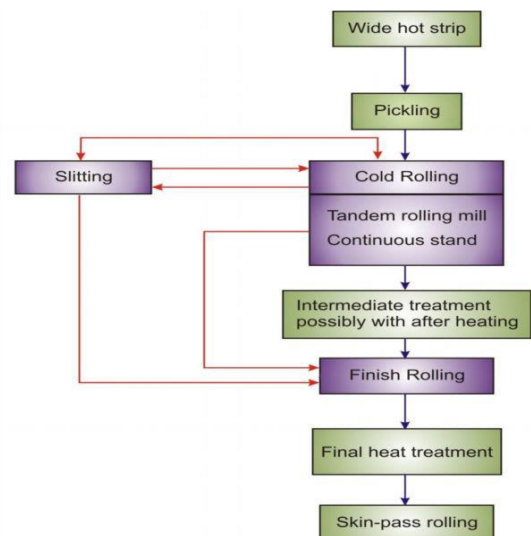 Wide hot strip
Pickling
Slitting
Cold Rolling
Tandem rolling mill
Continuous stand
Intermediate treatment
possibly with after heating
Finish Rolling
Final heat treatment
Skin-pass rolling